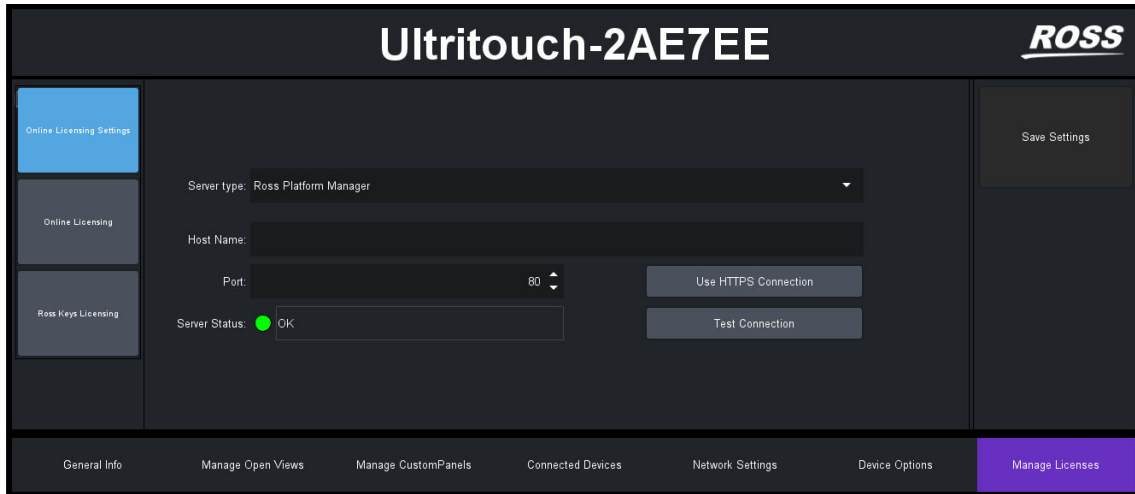 Ultritouch-2AE7EE
ROSS
Online Licensing Settings
Online Licensing
Ross Keys Licensing
Server type: Ross Platform Manager
Host Name:
Port: 80
Use HTTPS Connection
Server Status: OK
Test Connection
Save Settings
General Info
Manage Open Views
Manage CustomPanels
Connected Devices
Network Settings
Device Options
Manage Licenses